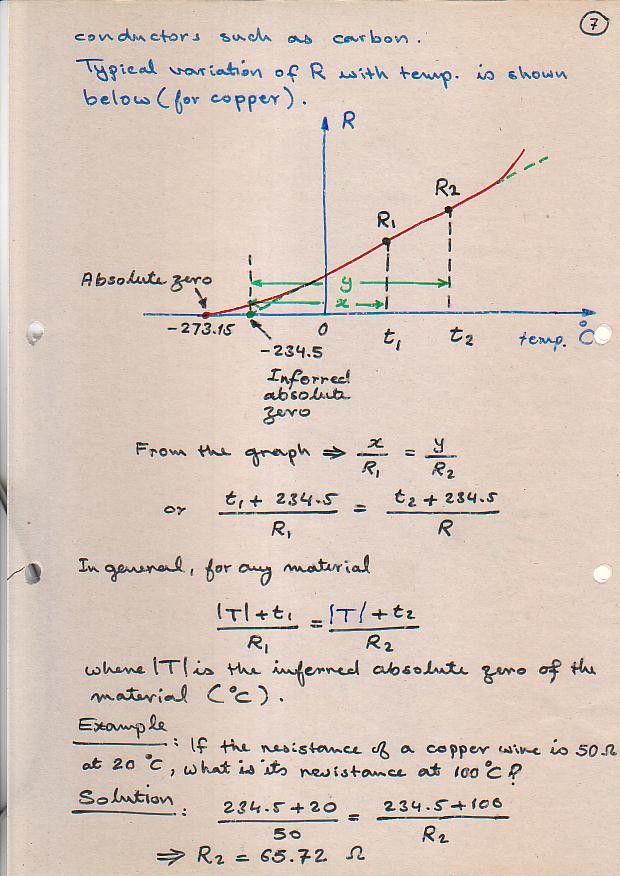 7
conductors such as carbon.
Typical variation of R with temp. is shown
below (for copper).
R
R2
R1
Absolute zero
y
x
-273.15
0
t1
t2
temp. °C
-234.5
Inferred
absolute
zero
From the graph ⇒ x/R1 = y/R2
or (t1 + 234.5)/R1 = (t2 + 234.5)/R
In general, for any material
(|T| + t1)/R1 = (|T| + t2)/R2
where |T| is the inferred absolute zero of the
material (°C).
Example : If the resistance of a copper wire is 50 Ω
at 20 °C, what is its resistance at 100 °C?
Solution : (234.5 + 20)/50 = (234.5 + 100)/R2
⇒ R2 = 65.72 Ω